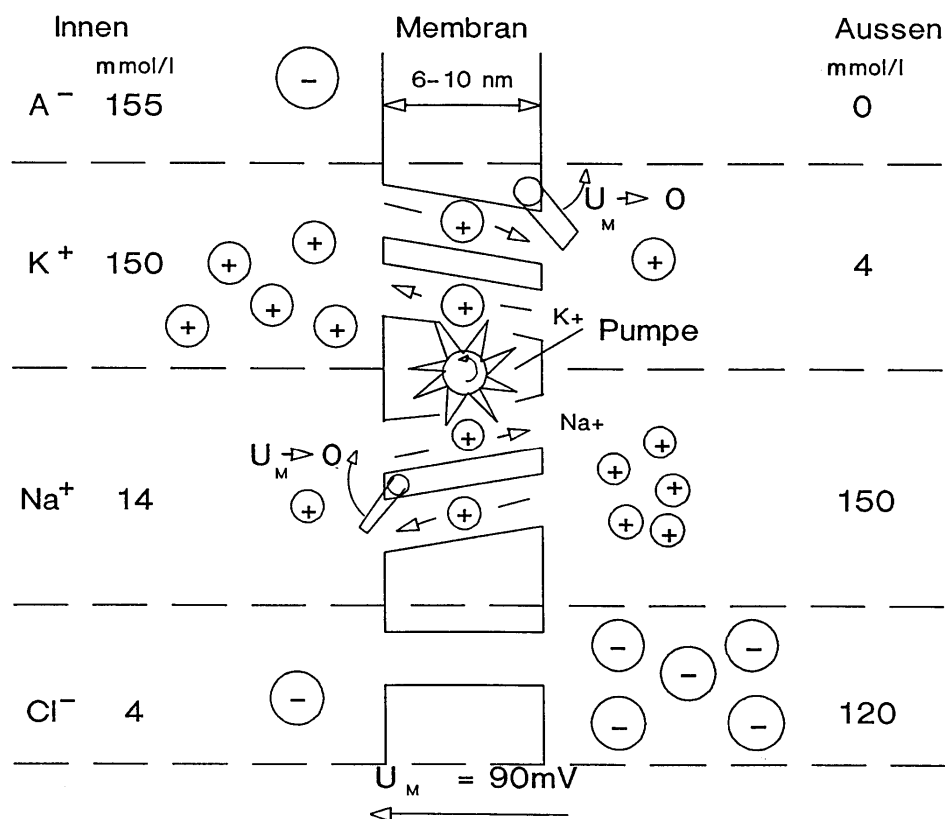 Innen Membran Aussen
mmol/l 6-10 nm mmol/l
A⁻ 155 - 0
U_M → 0
K⁺ 150 + + + + + + + + 4
K+
Pumpe
Na+
U_M → 0
Na⁺ 14 + + + + + + + + 150
Cl⁻ 4 - - - - - - 120
U_M = 90mV